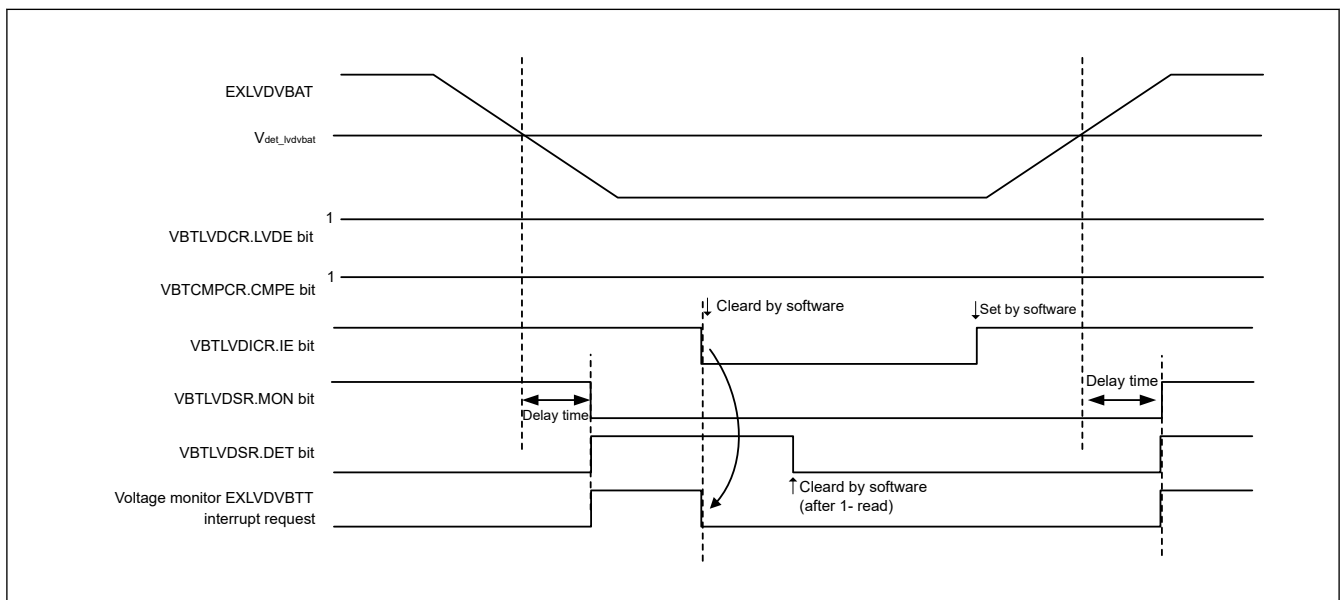 EXLVDVBAT
Vdet_lvdvbat
1
VBTLVDCR.LVDE bit
1
VBTCMPCR.CMPE bit
↓ Cleard by software
↓Set by software
VBTLVDICR.IE bit
VBTLVDSR.MON bit
Delay time
Delay time
VBTLVDSR.DET bit
↑Cleard by software
(after 1- read)
Voltage monitor EXLVDVBTT
interrupt request